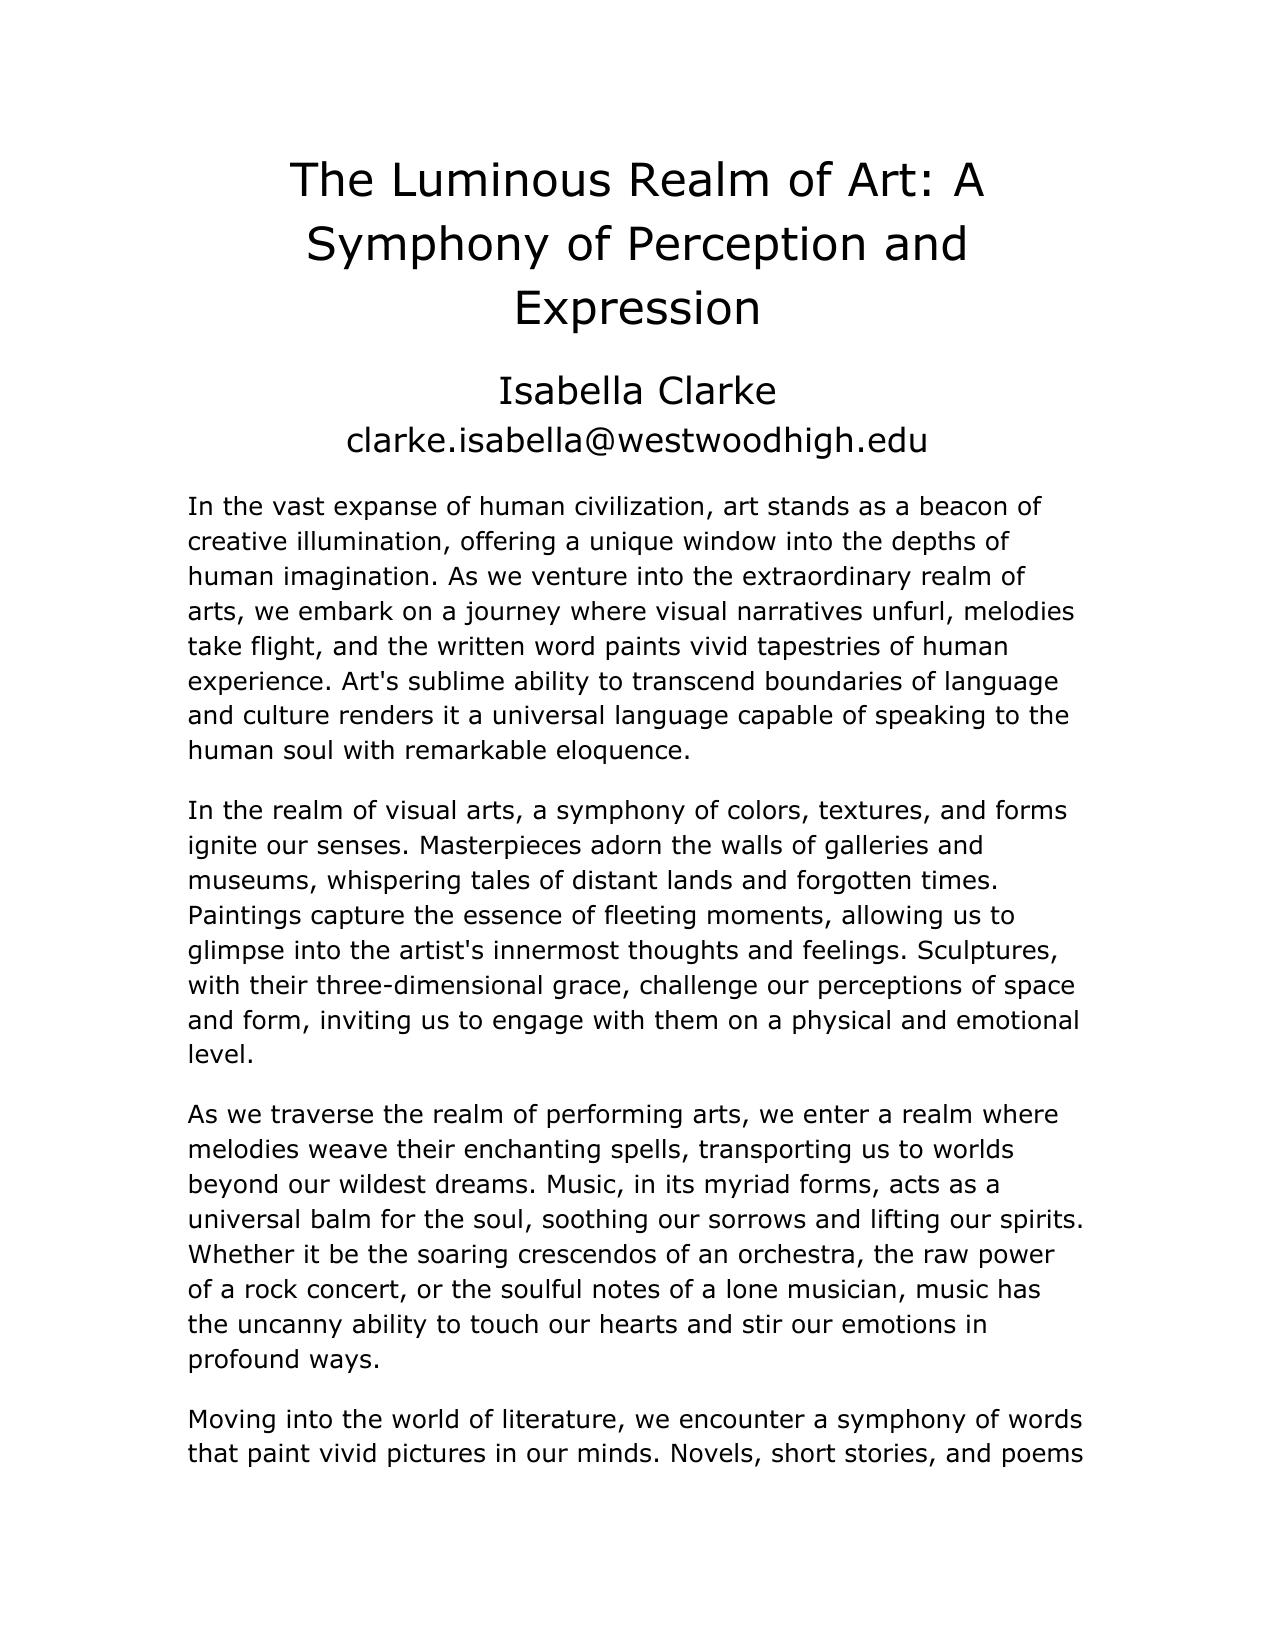 The Luminous Realm of Art: A
Symphony of Perception and
Expression
Isabella Clarke
clarke.isabella@westwoodhigh.edu
In the vast expanse of human civilization, art stands as a beacon of
creative illumination, offering a unique window into the depths of
human imagination. As we venture into the extraordinary realm of
arts, we embark on a journey where visual narratives unfurl, melodies
take flight, and the written word paints vivid tapestries of human
experience. Art's sublime ability to transcend boundaries of language
and culture renders it a universal language capable of speaking to the
human soul with remarkable eloquence.
In the realm of visual arts, a symphony of colors, textures, and forms
ignite our senses. Masterpieces adorn the walls of galleries and
museums, whispering tales of distant lands and forgotten times.
Paintings capture the essence of fleeting moments, allowing us to
glimpse into the artist's innermost thoughts and feelings. Sculptures,
with their three-dimensional grace, challenge our perceptions of space
and form, inviting us to engage with them on a physical and emotional
level.
As we traverse the realm of performing arts, we enter a realm where
melodies weave their enchanting spells, transporting us to worlds
beyond our wildest dreams. Music, in its myriad forms, acts as a
universal balm for the soul, soothing our sorrows and lifting our spirits.
Whether it be the soaring crescendos of an orchestra, the raw power
of a rock concert, or the soulful notes of a lone musician, music has
the uncanny ability to touch our hearts and stir our emotions in
profound ways.
Moving into the world of literature, we encounter a symphony of words
that paint vivid pictures in our minds. Novels, short stories, and poems